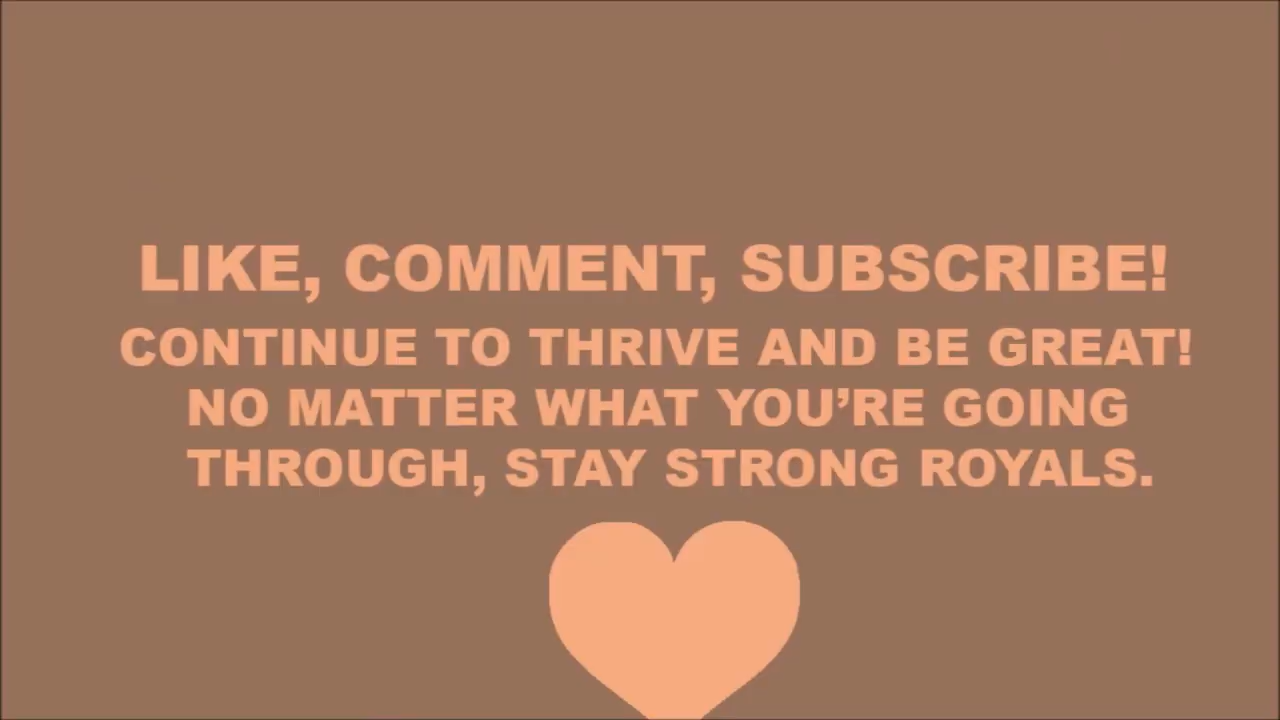 LIKE, COMMENT, SUBSCRIBE!
CONTINUE TO THRIVE AND BE GREAT!
NO MATTER WHAT YOU’RE GOING
THROUGH, STAY STRONG ROYALS.